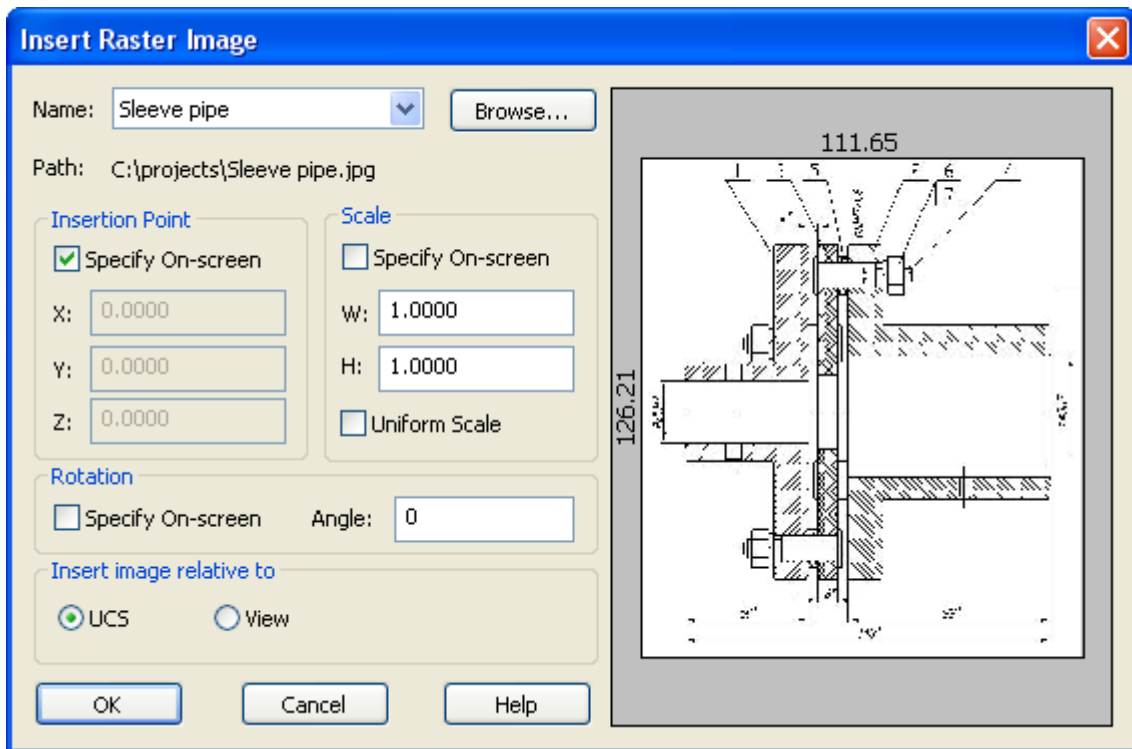 Insert Raster Image
Name: Sleeve pipe Browse...
Path: C:\projects\Sleeve pipe.jpg
Insertion Point
Specify On-screen
X: 0.0000
Y: 0.0000
Z: 0.0000
Scale
Specify On-screen
W: 1.0000
H: 1.0000
Uniform Scale
Rotation
Specify On-screen Angle: 0
Insert image relative to
UCS View
OK Cancel Help
111.65
126.21
1 5 6
7